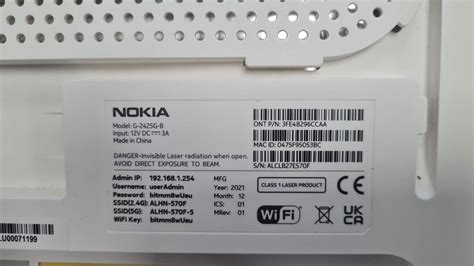 NOKIA
Model: G-2425G-B
Input: 12V DC ⎓ 3A
Made in China
DANGER-Invisible Laser radiation when open.
AVOID DIRECT EXPOSURE TO BEAM.
ONT P/N: 3FE48296CCAA
MAC ID: 0475F95053BC
S/N: ALCLB27E570F
Admin IP: 192.168.1.254
Username: userAdmin
Password: bitmm8wUeu
SSID(2.4G): ALHN-570F
SSID(5G): ALHN-570F-5
WiFi Key: bitmm8wUeu
MFG
Year: 2021
Month: 12
ICS: 01
MRev: 01
CLASS 1 LASER PRODUCT
WiFi
UK
CA
LU00071199